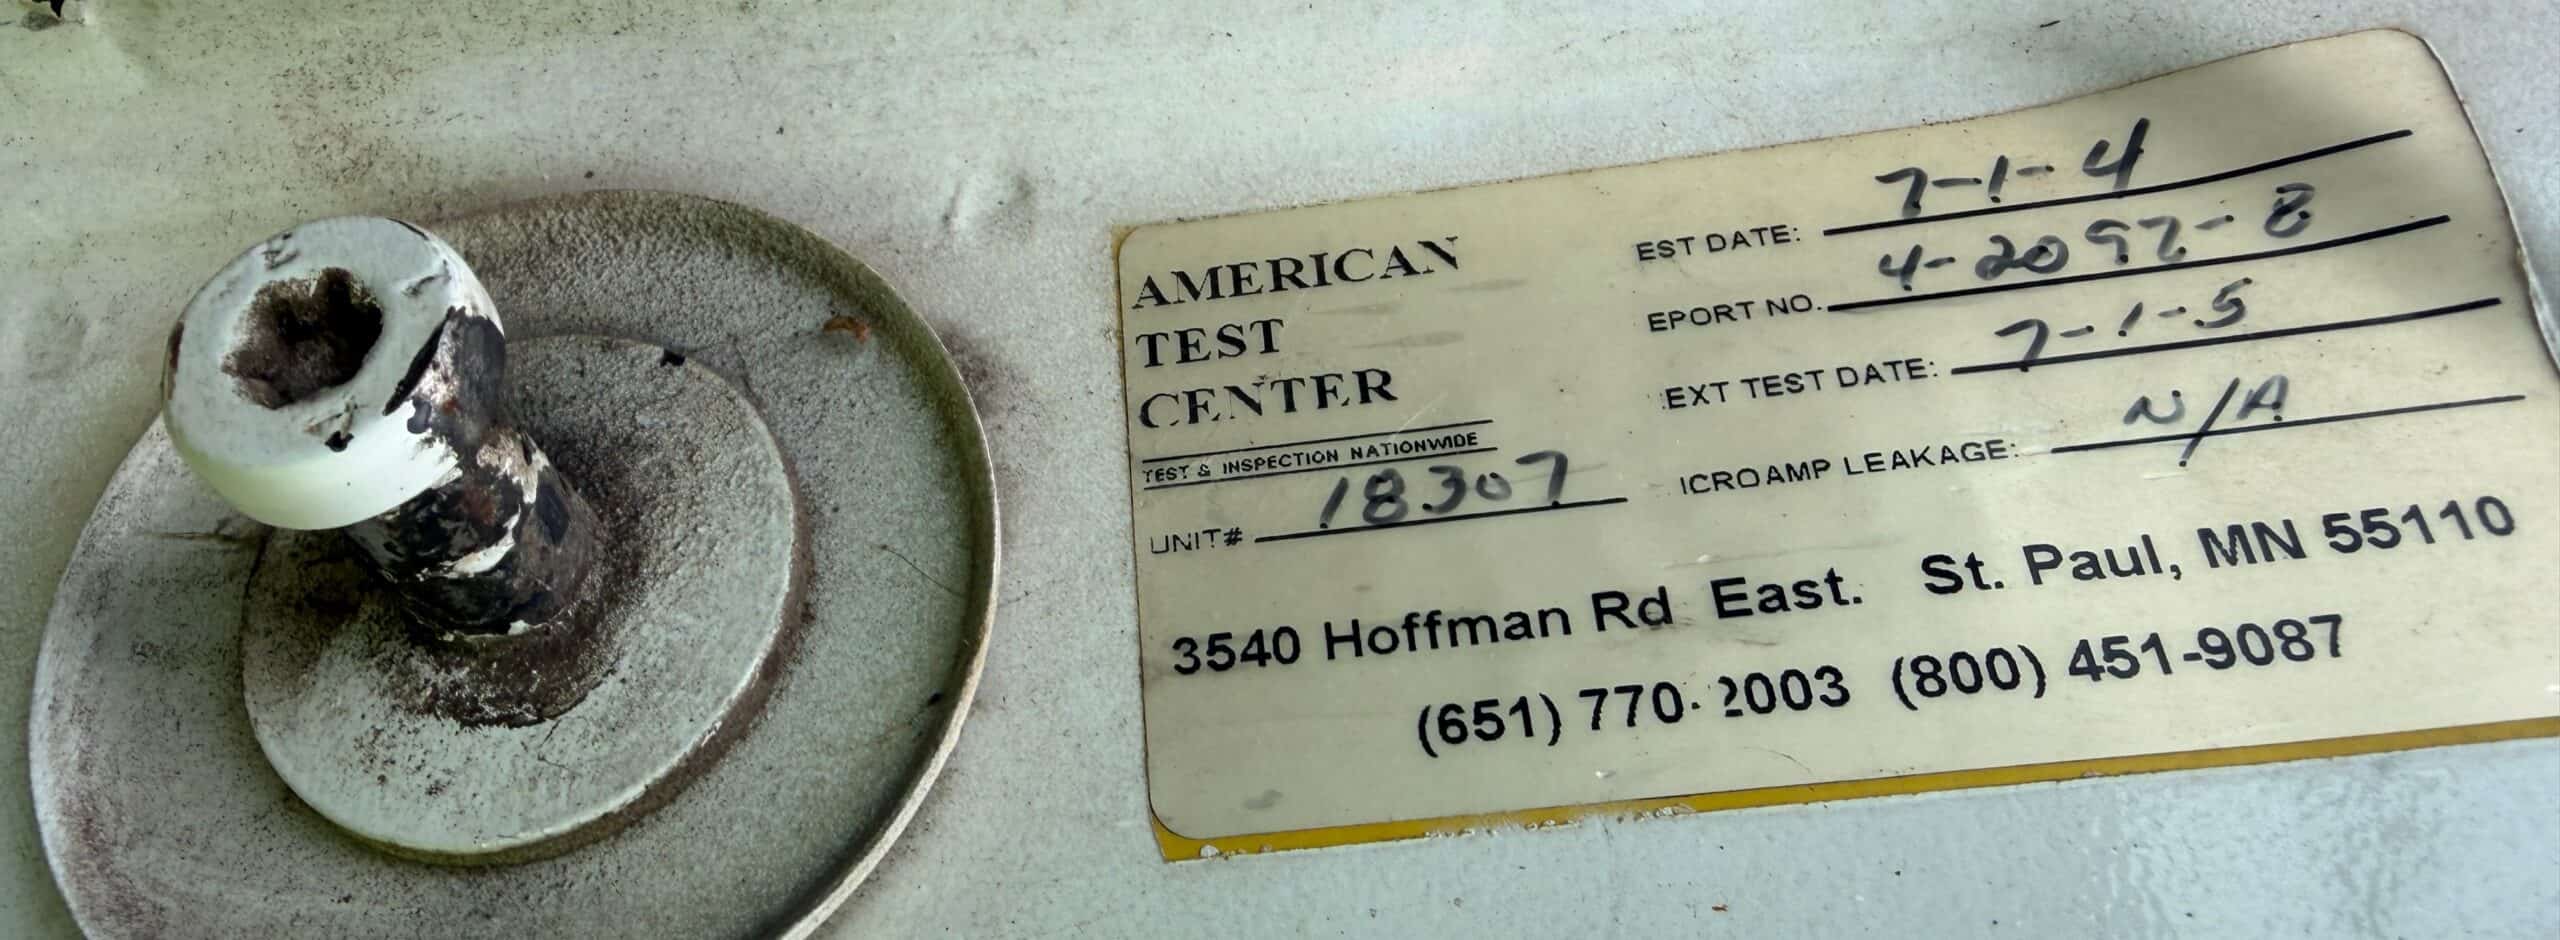 AMERICAN
TEST
CENTER
TEST & INSPECTION NATIONWIDE
UNIT# 18307
EST DATE: 7-1-4
EPORT NO. 4-2097-8
EXT TEST DATE: 7-1-5
ICROAMP LEAKAGE: N/A
3540 Hoffman Rd East. St. Paul, MN 55110
(651) 770-2003 (800) 451-9087